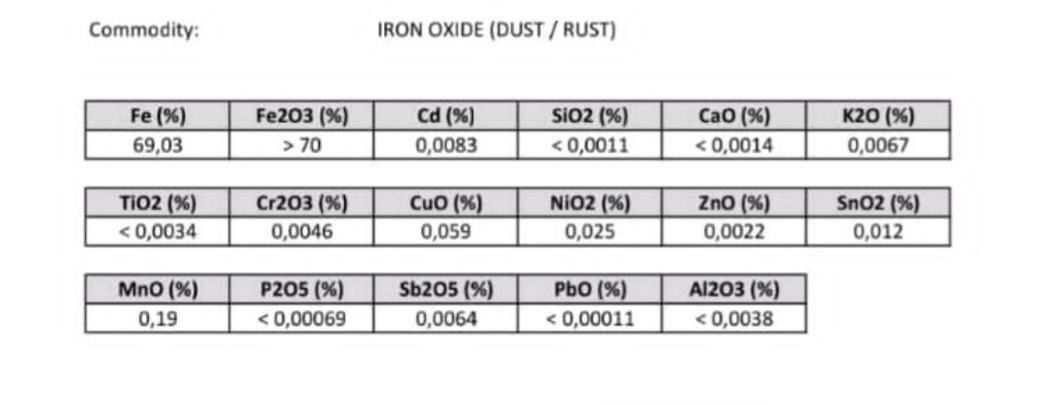 Commodity: IRON OXIDE (DUST / RUST)
Fe (%) Fe2O3 (%) Cd (%) SiO2 (%) CaO (%) K2O (%)
69,03 > 70 0,0083 < 0,0011 < 0,0014 0,0067
TiO2 (%) Cr2O3 (%) CuO (%) NiO2 (%) ZnO (%) SnO2 (%)
< 0,0034 0,0046 0,059 0,025 0,0022 0,012
MnO (%) P2O5 (%) Sb2O5 (%) PbO (%) Al2O3 (%)
0,19 < 0,00069 0,0064 < 0,00011 < 0,0038